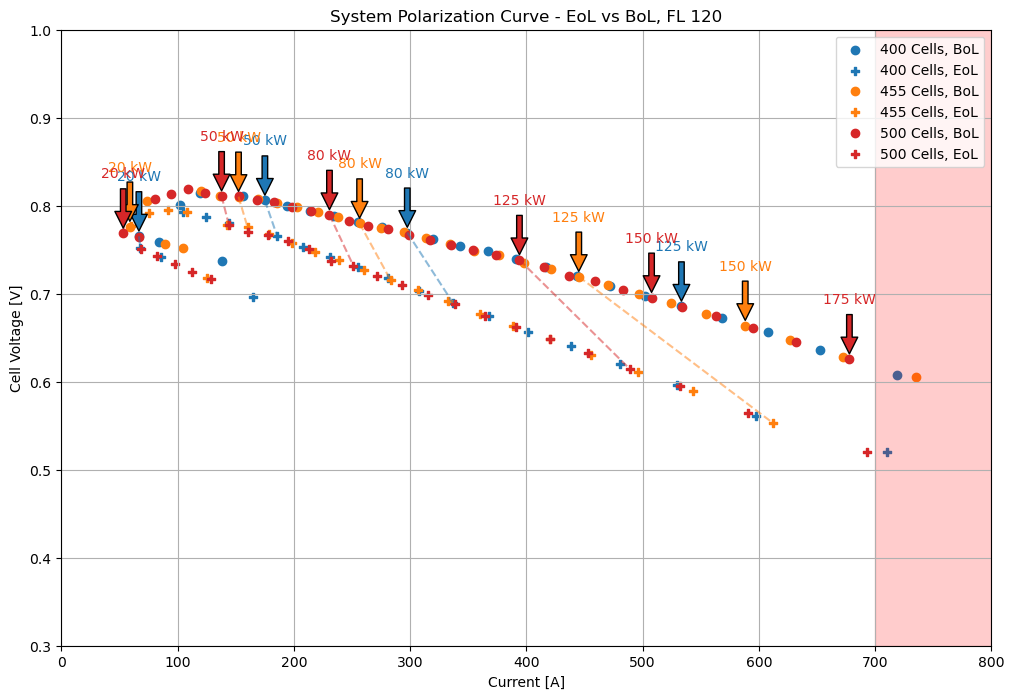 System Polarization Curve - EoL vs BoL, FL 120
Cell Voltage [V]
1.0
0.9
0.8
0.7
0.6
0.5
0.4
0.3
400 Cells, BoL
400 Cells, EoL
455 Cells, BoL
455 Cells, EoL
500 Cells, BoL
500 Cells, EoL
20 kW
20 kW
20 kW
50 kW
50 kW
50 kW
80 kW
80 kW
80 kW
125 kW
125 kW
150 kW
125 kW
150 kW
175 kW
0
100
200
300
400
500
600
700
800
Current [A]